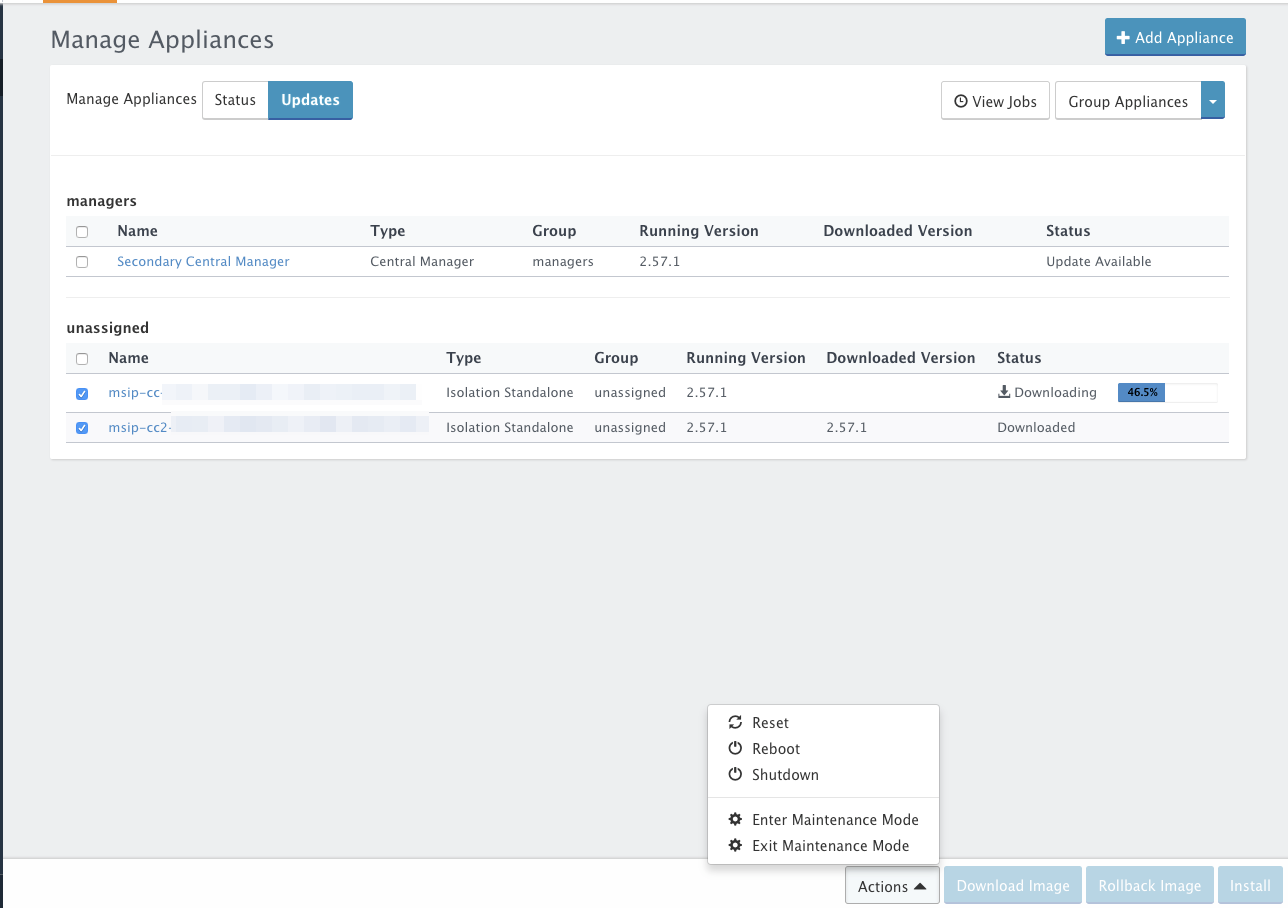 Manage Appliances
Add Appliance
Manage Appliances Status Updates View Jobs Group Appliances
managers
Name Type Group Running Version Downloaded Version Status
Secondary Central Manager Central Manager managers 2.57.1 Update Available
unassigned
Name Type Group Running Version Downloaded Version Status
msip-cc- Isolation Standalone unassigned 2.57.1 Downloading 46.5%
msip-cc2- Isolation Standalone unassigned 2.57.1 2.57.1 Downloaded
Reset
Reboot
Shutdown
Enter Maintenance Mode
Exit Maintenance Mode
Actions Download Image Rollback Image Install